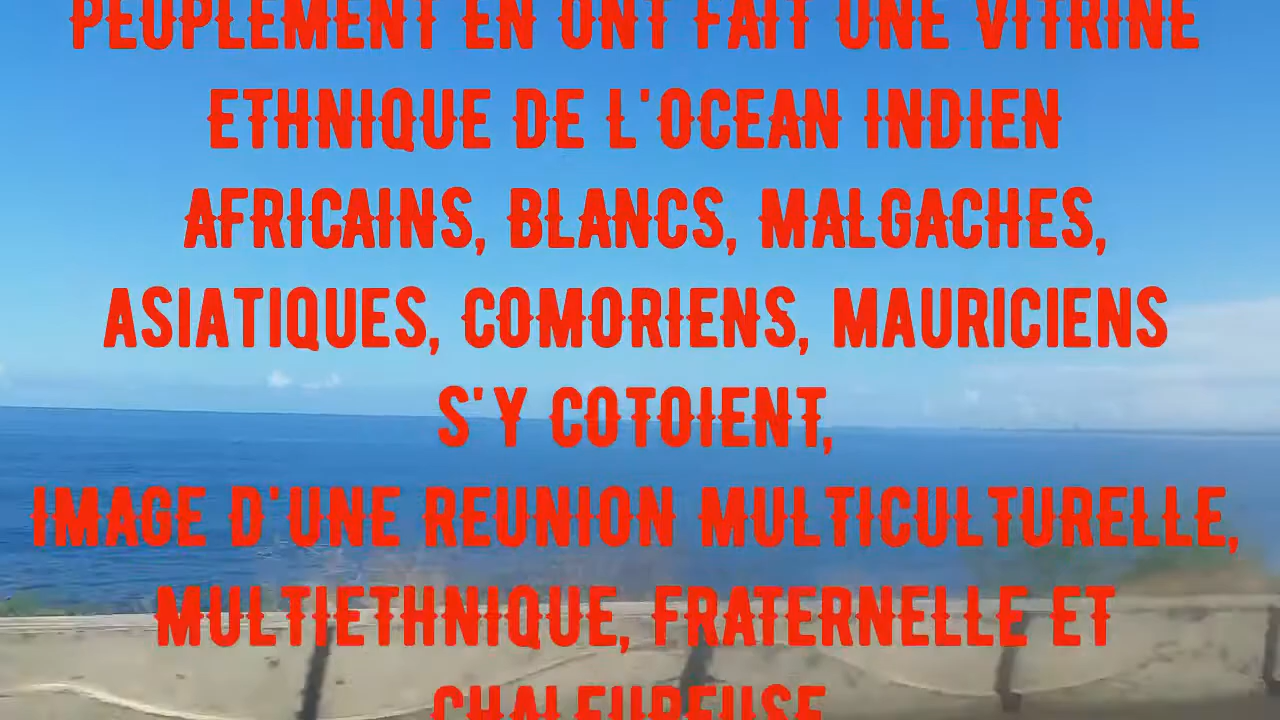 PEUPLEMENT EN ONT FAIT UNE VITRINE
ETHNIQUE DE L'OCEAN INDIEN
AFRICAINS, BLANCS, MALGACHES,
ASIATIQUES, COMORIENS, MAURICIENS
S'Y COTOIENT,
IMAGE D'UNE REUNION MULTICULTURELLE,
MULTIETHNIQUE, FRATERNELLE ET
CHALEUREUSE